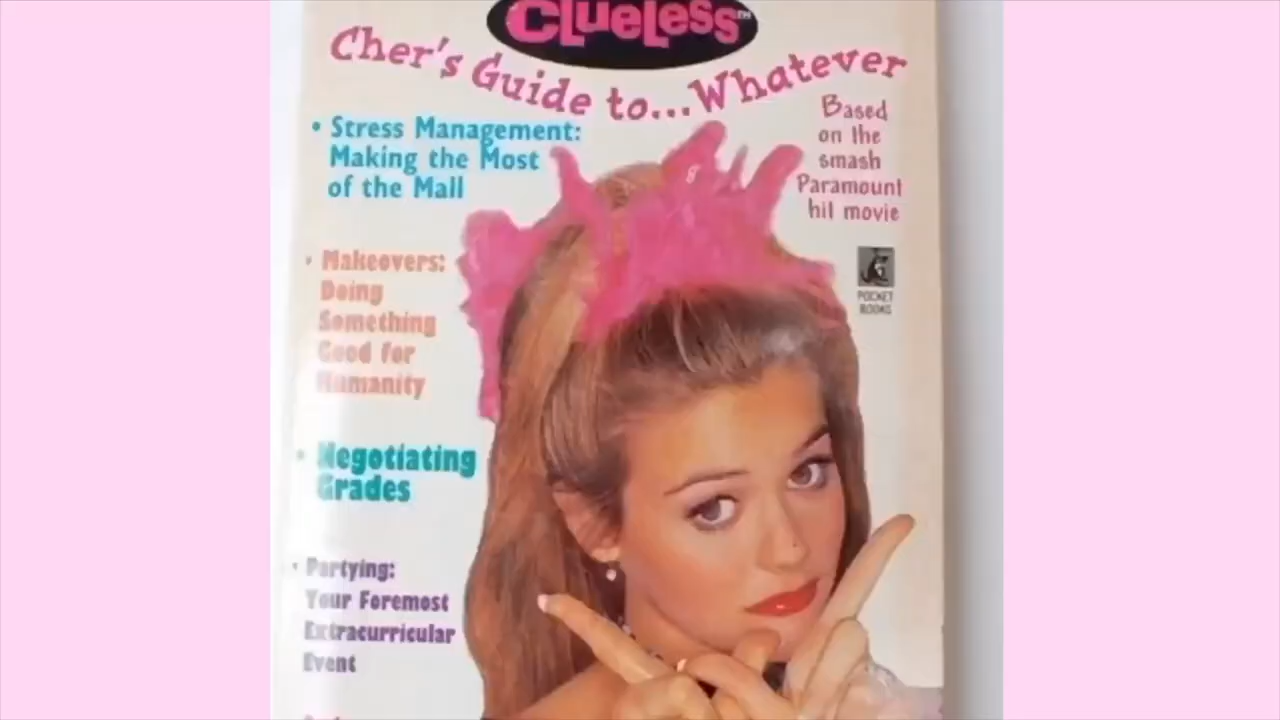 CLUELESS™
Cher's Guide to...Whatever
Based
on the
smash
Paramount
hit movie
• Stress Management:
Making the Most
of the Mall
POCKET
BOOKS
• Makeovers:
Doing
Something
Good for
Humanity
• Negotiating
Grades
• Partying:
Your Foremost
Extracurricular
Event